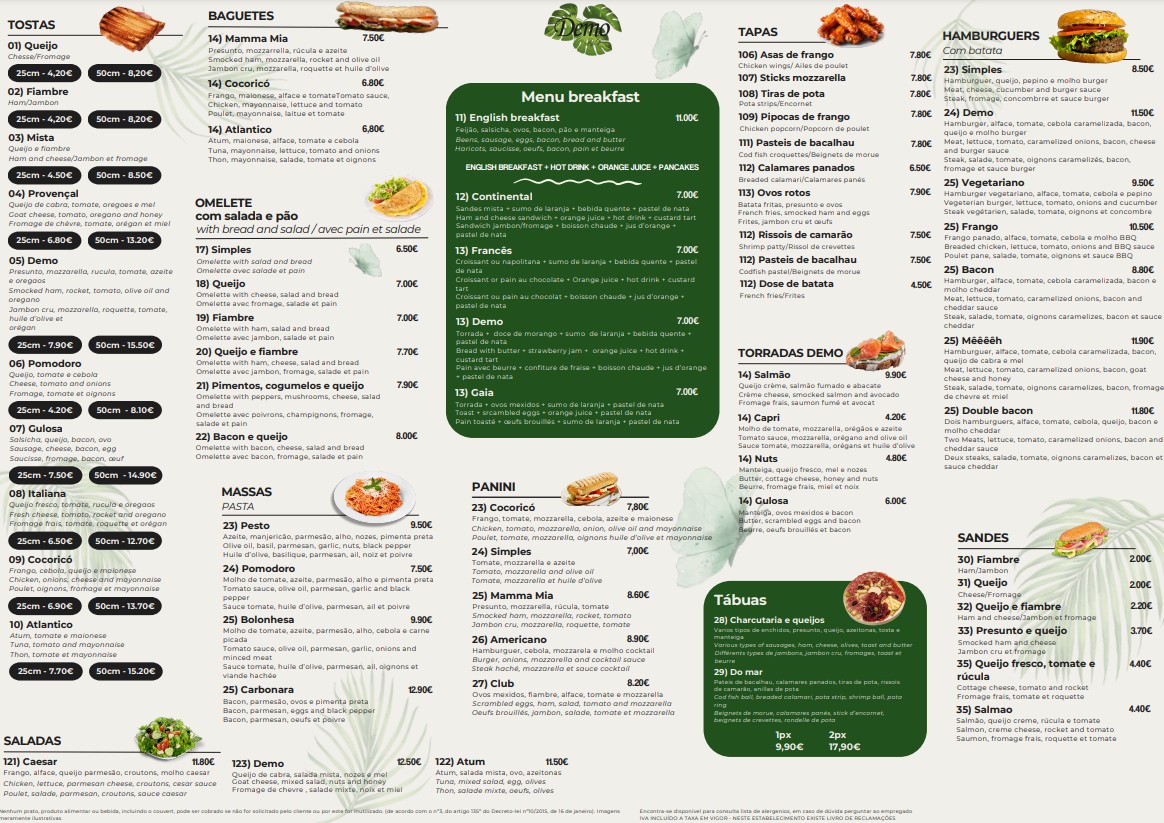 TOSTAS
01) Queijo
Chesse/Fromage
25cm - 4,20€ 50cm - 8,20€
02) Fiambre
Ham/Jambon
25cm - 4,20€ 50cm - 8,20€
03) Mista
Queijo e fiambre
Ham and cheese/Jambon et fromage
25cm - 4.50€ 50cm - 8.50€
04) Provençal
Queijo de cabra, tomate, oregoes e mel
Goat cheese, tomato, oregano and honey
Fromage de chévre, tomate, orégan et miel
25cm - 6.80€ 50cm - 13.20€
05) Demo
Presunto, mozzarella, rucula, tomate, azeite
e oregaos
Smocked ham, rocket, tomato, olive oil and
oregano
Jambon cru, mozzarella, roquette, tomate,
huile d'olive et
orégan
25cm - 7.90€ 50cm - 15.50€
06) Pomodoro
Queijo, tomate e cebola
Cheese, tomato and onions
Fromage, tomate et oignons
25cm - 4.20€ 50cm - 8.10€
07) Gulosa
Salsicha, queijo, bacon, ovo
Sausage, cheese, bacon, egg
Saucisse, fromage, bacon, œuf
25cm - 7.50€ 50cm - 14.90€
08) Italiana
Queijo fresco, tomate, rucula e oregaos
Fresh cheese, tomato, rocket and oregano
Fromage frais, tomate, roquette et orégan
25cm - 6.50€ 50cm - 12.70€
09) Cocoricó
Frango, cebola, queijo e maionese
Chicken, onions, cheese and mayonnaise
Poulet, oignons, fromage et mayonnaise
25cm - 6.90€ 50cm - 13.70€
10) Atlantico
Atum, tomate e maionese
Tuna, tomato and mayonnaise
Thon, tomate et mayonnaise
25cm - 7.70€ 50cm - 15.20€
BAGUETES
14) Mamma Mia 7.50€
Presunto, mozzarrella, rúcula e azeite
Smocked ham, mozzarella, rocket and olive oil
Jambon cru, mozzarella, roquette et huile d'olive
14) Cocoricó 6.80€
Frango, maionese, alface e tomateTomato sauce,
Chicken, mayonnaise, lettuce and tomato
Poulet, mayonnaise, laitue et tomate
14) Atlantico 6,80€
Atum, maionese, alface, tomate e cebola
Tuna, mayonnaise, lettuce, tomato and onions
Thon, mayonnaise, salade, tomate et oignons
OMELETE
com salada e pão
with bread and salad / avec pain et salade
17) Simples 6.50€
Omelette with salad and bread
Omelette avec salade et pain
18) Queijo 7.00€
Omelette with cheese, salad and bread
Omelette avec fromage, salade et pain
19) Fiambre 7.00€
Omelette with ham, salad and bread
Omelette avec jambon, salade et pain
20) Queijo e fiambre 7.70€
Omelette with ham, cheese, salad and bread
Omelette avec jambon, fromage, salade et pain
21) Pimentos, cogumelos e queijo 7.90€
Omelette with peppers, mushrooms, cheese, salad
and bread
Omelette avec poivrons, champignons, fromage,
salade et pain
22) Bacon e queijo 8.00€
Omelette with bacon, cheese, salad and bread
Omelette avec bacon, fromage, salade et pain
MASSAS
PASTA
23) Pesto 9.50€
Azeite, manjericão, parmesão, alho, nozes, pimenta preta
Olive oil, basil, parmesan, garlic, nuts, black pepper
Huile d'olive, basilique, parmesan, ail, noiz et poivre
24) Pomodoro 7.50€
Molho de tomate, azeite, parmesão, alho e pimenta preta
Tomato sauce, olive oil, parmesan, garlic and black
pepper
Sauce tomate, huile d'olive, parmesan, ail et poivre
25) Bolonhesa 9.90€
Molho de tomate, azeite, parmesão, alho, cebola e carne
picada
Tomato sauce, olive oil, parmesan, garlic, onions and
minced meat
Sauce tomate, huile d'olive, parmesan, ail, oignons et
viande hachée
25) Carbonara 12.90€
Bacon, parmesão, ovos e pimenta preta
Bacon, parmesan, eggs and black pepper
Bacon, parmesan, oeufs et poivre
SALADAS
121) Caesar 11.80€
Frango, alface, queijo parmesão, croutons, molho caesar
Chicken, lettuce, parmesan cheese, croutons, cesar sauce
Poulet, salade, parmesan, croutons, sauce caesar
123) Demo 12.50€
Queijo de cabra, salada mista, nozes e mel
Goat cheese, mixed salad, nuts and honey
Fromage de chevre , salade mixte, noix et miel
122) Atum 11.50€
Atum, salada mista, ovo, azeitonas
Tuna, mixed salad, egg, olives
Thon, salade mixte, oeufs, olives
Demo
Menu breakfast
11) English breakfast 11.00€
Feijão, salsicha, ovos, bacon, pão e manteiga
Beens, sausage, eggs, bacon, bread and butter
Haricots, saucisse, oeufs, bacon, pain et beurre
ENGLISH BREAKFAST + HOT DRINK + ORANGE JUICE + PANCAKES
12) Continental 7.00€
Sandes mista + sumo de laranja + bebida quente + pastel de nata
Ham and cheese sandwich + orange juice + hot drink + custard tart
Sandwich jambon/fromage + boisson chaude + jus d'orange +
pastel de nata
13) Francês 7.00€
Croissant ou napolitana + sumo de laranja + bebida quente + pastel
de nata
Croissant or pain au chocolate + Orange juice + hot drink + custard
tart
Croissant ou pain au chocolat + boisson chaude + jus d'orange +
pastel de nata
13) Demo 7.00€
Torrada + doce de morango + sumo de laranja + bebida quente +
pastel de nata
Bread with butter + strawberry jam + orange juice + hot drink +
custard tart
Pain avec beurre + confiture de fraise + boisson chaude + jus d'orange
+ pastel de nata
13) Gaia 7.00€
Torrada + ovos mexidos + sumo de laranja + pastel de nata
Toast + scrambled eggs + orange juice + pastel de nata
Pain toasté + œufs brouillés + sumo de laranja + pastel de nata
PANINI
23) Cocoricó 7,80€
Frango, tomate, mozzarella, cebola, azeite e maionese
Chicken, tomato, mozzarella, onion, olive oil and mayonnaise
Poulet, tomate, mozzarella, oignons huile d'olive et mayonnaise
24) Simples 7,00€
Tomate, mozzarella e azeite
Tomato, mozzarella and olive oil
Tomate, mozzarella et huile d'olive
25) Mamma Mia 8.60€
Presunto, mozzarella, rúcula, tomate
Smocked ham, mozzarella, rocket, tomato
Jambon cru, mozzarella, roquette, tomate
26) Americano 8.90€
Hamburguer, cebola, mozarela e molho cocktail
Burger, onions, mozzarella and cocktail sauce
Steak haché, mozzarella et sauce cocktail
27) Club 8.20€
Ovos mexidos, fiambre, alface, tomate e mozzarella
Scrambled eggs, ham, salad, tomato and mozzarella
Oeufs brouillés, jambon, salade, tomate et mozzarella
TAPAS
106) Asas de frango 7.80€
Chicken wings/ Ailes de poulet
107) Sticks mozzarella 7.80€
108) Tiras de pota 7.80€
Pota strips/Encornet
109) Pipocas de frango 7.80€
Chicken popcorn/Popcorn de poulet
111) Pasteis de bacalhau 7.80€
Cod fish croquettes/Beignets de morue
112) Calamares panados 6.50€
Breaded calamari/Calamares panés
113) Ovos rotos 7.90€
Batata fritas, presunto e ovos
French fries, smocked ham and eggs
Frites, jambon cru et œufs
112) Rissois de camarão 7.50€
Shrimp patty/Rissol de crevettes
112) Pasteis de bacalhau 7.50€
Codfish pastel/Beignets de morue
112) Dose de batata 4.50€
French fries/Frites
TORRADAS DEMO
14) Salmão 9.90€
Queijo crème, salmão fumado e abacate
Crème cheese, smocked salmon and avocado
Fromage frais, saumon fumé et avocat
14) Capri 4.20€
Molho de tomate, mozzarella, orégãos e azeite
Tomato sauce, mozzarella, orégano and olive oil
Sauce tomate, mozzarella, orégans et huile d'olive
14) Nuts 4.80€
Manteiga, queijo fresco, mel e nozes
Butter, cottage cheese, honey and nuts
Beurre, fromage frais, miel et noix
14) Gulosa 6.00€
Manteiga, ovos mexidos e bacon
Butter, scrambled eggs and bacon
Beurre, oeufs brouillés et bacon
Tábuas
28) Charcutaria e queijos
Varios tipos de enchidos, presunto, queijo, azeitonas, tosta e
manteiga
Various types of sausages, ham, cheese, olives, toast and butter
Différents types de jambons, jambon cru, fromages, toast et
beurre
29) Do mar
Pateis de bacalhau, calamares panados, tiras de pota, rissois
de camarão, anilias de pota
Cod fish ball, breaded calamari, pota strip, shrimp ball, pota
ring
Beignets de morue, calamares panés, stick d'encornet,
beignets de crevettes, rondelle de pota
1px 2px
9,90€ 17,90€
HAMBURGUERS
Com batata
23) Simples 8.50€
Hamburguer, queijo, pepino e molho burger
Meat, cheese, cucumber and burger sauce
Steak, fromage, concombrre et sauce burger
24) Demo 11.50€
Hamburger, alface, tomate, cebola caramelizada, bacon,
queijo e molho burger
Meat, lettuce, tomato, caramelized onions, bacon, cheese
and burger sauce
Steak, salade, tomate, oignons caramelizés, bacon,
fromage et sauce burger
25) Vegetariano 9.50€
Hamburger vegetariano, alface, tomate, cebola e pepino
Vegeterian burger, lettuce, tomato, onions and cucumber
Steak vegétarien, salade, tomate, oignons et concombre
25) Frango 10.50€
Frango panado, alface, tomate, cebola e molho BBQ
Breaded chicken, lettuce, tomato, onions and BBQ sauce
Poulet pane, salade, tomate, oignons et sauce BBQ
25) Bacon 8.80€
Hamburger, alface, tomate, cebola caramelizada, bacon e
molho cheddar
Meat, lettuce, tomato, caramelized onions, bacon and
cheddar sauce
Steak, salade, tomato, oignons caramelizes, bacon et sauce
cheddar
25) Mêêêêh 11.90€
Hamburguer, alface, tomate, cebola caramelizada, bacon,
queijo de cabra e mel
Meat, lettuce, tomato, caramelized onions, bacon, goat
cheese and honey
Steak, salade, tomate, oignons caramelizes, bacon, fromage
de chevre et miel
25) Double bacon 11.80€
Dois hamburguers, alface, tomate, cebola, queijo, bacon e
molho cheddar
Two Meats, lettuce, tomato, caramelized onions, bacon and
cheddar sauce
Deux steaks, salade, tomate, oignons caramelizes, bacon et
sauce cheddar
SANDES
30) Fiambre 2.00€
Ham/Jambon
31) Queijo 2.00€
Cheese/Fromage
32) Queijo e fiambre 2.20€
Ham and cheese/Jambon et fromage
33) Presunto e queijo 3.70€
Smocked ham and cheese
Jambon cru et fromage
35) Queijo fresco, tomate e 4.40€
rúcula
Cottage cheese, tomato and rocket
Fromage frais, tomate et roquette
35) Salmao 4.40€
Salmão, queijo creme, rúcula e tomate
Salmon, creme cheese, rocket and tomato
Saumon, fromage frais, roquette et tomate
Nenhum prato, produto alimentar ou bebida, incluindo o couvert, pode ser cobrado se não for solicitado pelo cliente ou por este for inutilizado. (de acordo com o nº3, do artigo 135º do Decreto-lei nº10/2015, de 16 de janeiro). Imagens
meramente ilustrativas.
Encontra-se disponível para consulta lista de alergenios, em caso de dúvida perguntar ao empregado
IVA INCLUÍDO A TAXA EM VIGOR - NESTE ESTABELECIMENTO EXISTE LIVRO DE RECLAMAÇÕES